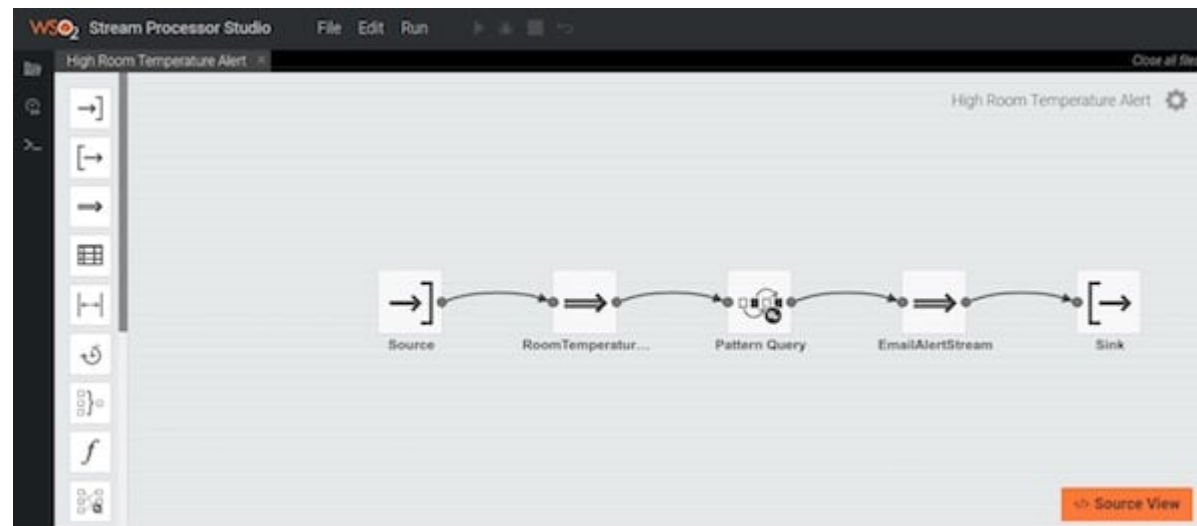 WSO2 Stream Processor Studio File Edit Run
High Room Temperature Alert × Close all files
High Room Temperature Alert
Source RoomTemperatur... Pattern Query EmailAlertStream Sink
</> Source View